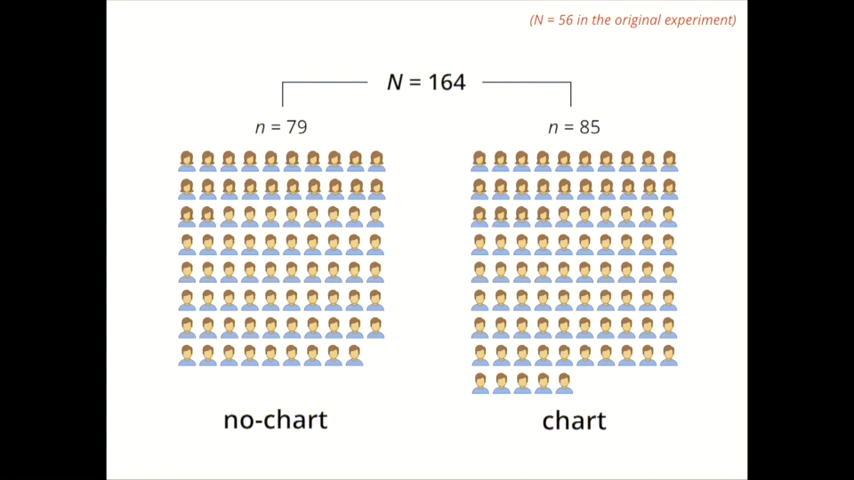 (N = 56 in the original experiment)
N = 164
n = 79
n = 85
no-chart
chart